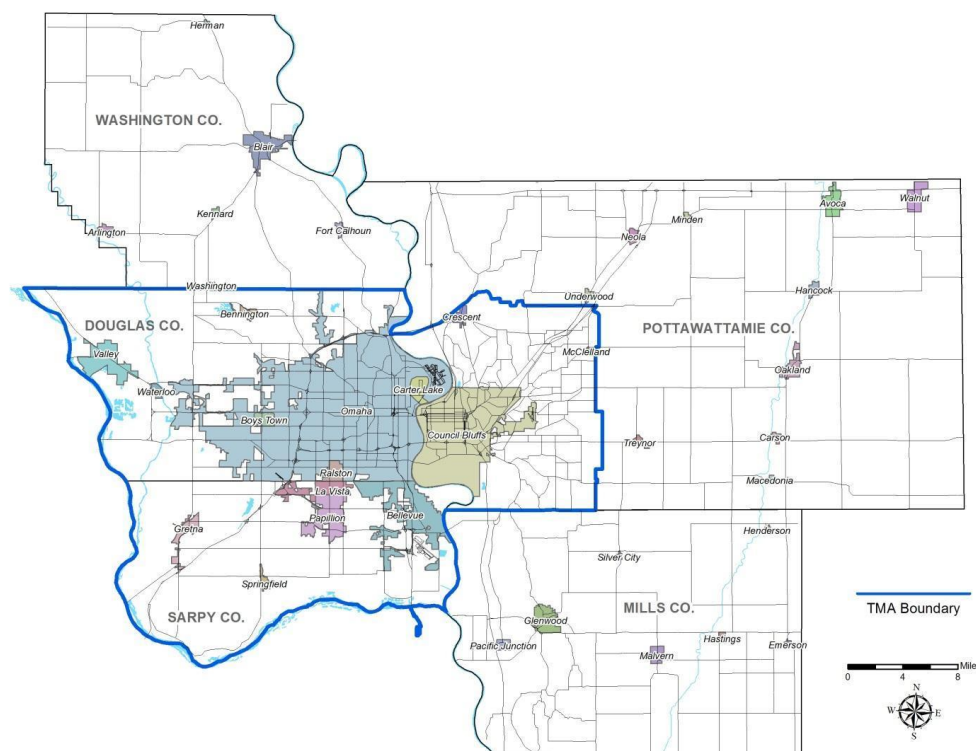 Herman
WASHINGTON CO.
Blair
Kennard
Arlington
Fort Calhoun
Avoca
Walnut
Minden
Neola
Washington
Underwood
Hancock
Bennington
Crescent
DOUGLAS CO.
POTTAWATTAMIE CO.
Valley
McClelland
Oakland
Waterloo
Carter Lake
Omaha
Boys Town
Council Bluffs
Treynor
Carson
Ralston
Macedonia
La Vista
Papillion
Bellevue
Gretna
Henderson
Silver City
Springfield
SARPY CO.
MILLS CO.
TMA Boundary
Glenwood
Pacific Junction
Hastings
Emerson
Malvern
Mile
0 4 8
N
W E
S